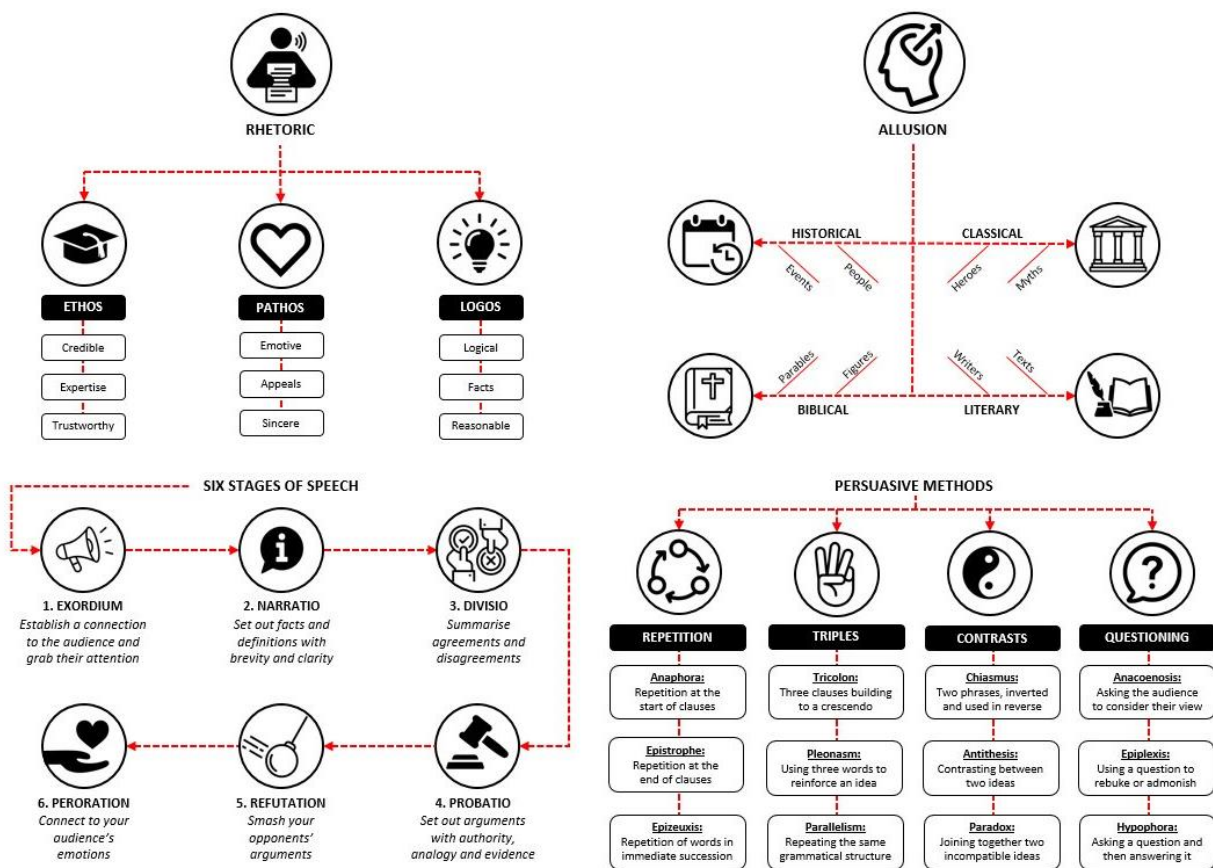 RHETORIC
ETHOS
Credible
Expertise
Trustworthy
PATHOS
Emotive
Appeals
Sincere
LOGOS
Logical
Facts
Reasonable
ALLUSION
HISTORICAL
Events
People
CLASSICAL
Heroes
Myths
Parables
Figures
BIBLICAL
Writers
Texts
LITERARY
SIX STAGES OF SPEECH
1. EXORDIUM
Establish a connection
to the audience and
grab their attention
2. NARRATIO
Set out facts and
definitions with
brevity and clarity
3. DIVISIO
Summarise
agreements and
disagreements
4. PROBATIO
Set out arguments
with authority,
analogy and evidence
5. REFUTATION
Smash your
opponents'
arguments
6. PERORATION
Connect to your
audience's
emotions
PERSUASIVE METHODS
REPETITION
Anaphora:
Repetition at the
start of clauses
Epistrophe:
Repetition at the
end of clauses
Epizeuxis:
Repetition of words in
immediate succession
TRIPLES
Tricolon:
Three clauses building
to a crescendo
Pleonasm:
Using three words to
reinforce an idea
Parallelism:
Repeating the same
grammatical structure
CONTRASTS
Chiasmus:
Two phrases, inverted
and used in reverse
Antithesis:
Contrasting between
two ideas
Paradox:
Joining together two
incompatible ideas
QUESTIONING
Anacoenosis:
Asking the audience
to consider their view
Epiplexis:
Using a question to
rebuke or admonish
Hypophora:
Asking a question and
then answering it